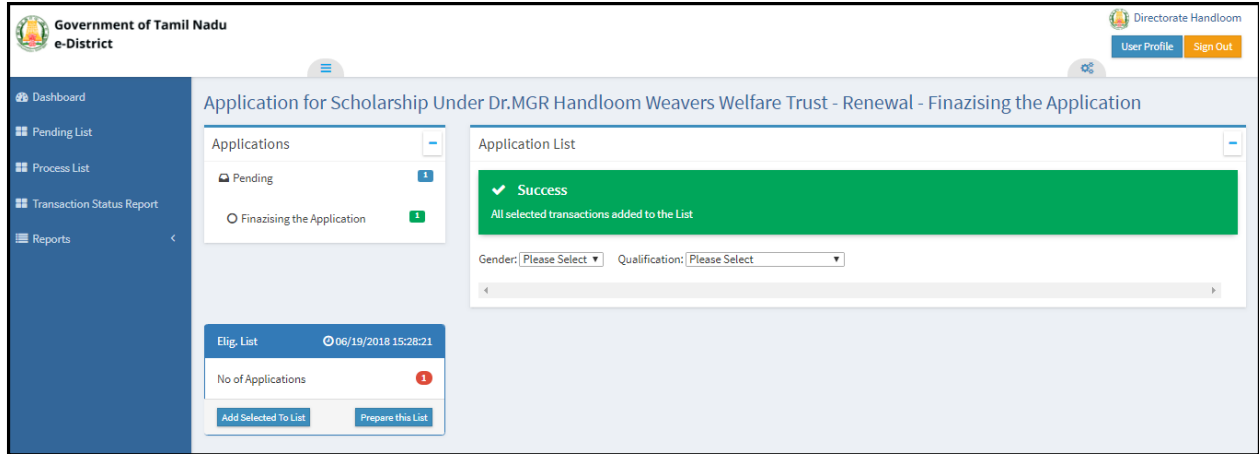 Government of Tamil Nadu
e-District
Directorate Handloom
User Profile
Sign Out
Dashboard
Pending List
Process List
Transaction Status Report
Reports
Application for Scholarship Under Dr.MGR Handloom Weavers Welfare Trust - Renewal - Finazising the Application
Applications
Pending 1
Finazising the Application 1
Application List
Success
All selected transactions added to the List
Gender: Please Select Qualification: Please Select
Elig. List 06/19/2018 15:28:21
No of Applications 1
Add Selected To List Prepare this List